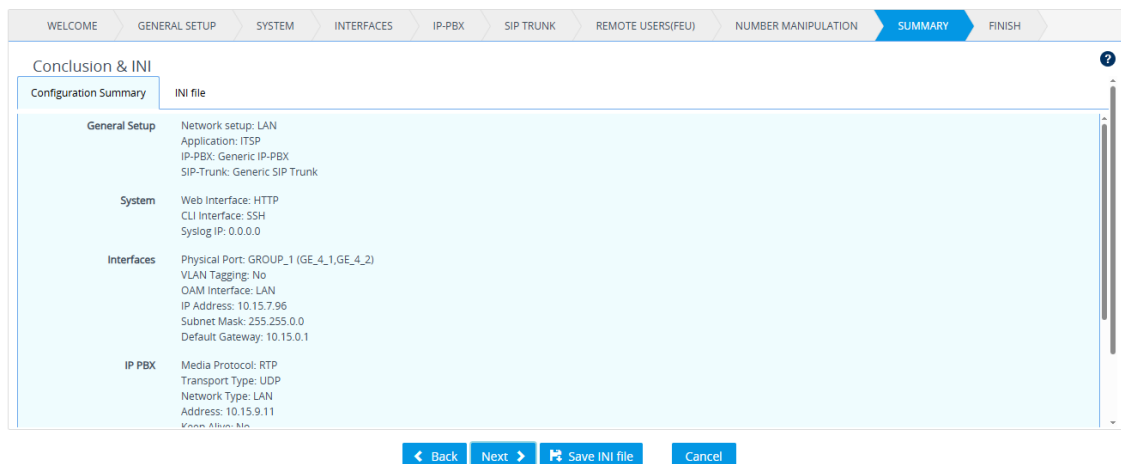 WELCOME GENERAL SETUP SYSTEM INTERFACES IP-PBX SIP TRUNK REMOTE USERS(FEU) NUMBER MANIPULATION SUMMARY FINISH
Conclusion & INI ?
Configuration Summary INI file
General Setup Network setup: LAN
Application: ITSP
IP-PBX: Generic IP-PBX
SIP-Trunk: Generic SIP Trunk
System Web Interface: HTTP
CLI Interface: SSH
Syslog IP: 0.0.0.0
Interfaces Physical Port: GROUP_1 (GE_4_1,GE_4_2)
VLAN Tagging: No
OAM Interface: LAN
IP Address: 10.15.7.96
Subnet Mask: 255.255.0.0
Default Gateway: 10.15.0.1
IP PBX Media Protocol: RTP
Transport Type: UDP
Network Type: LAN
Address: 10.15.9.11
Keep Alive: No
Back Next Save INI file Cancel